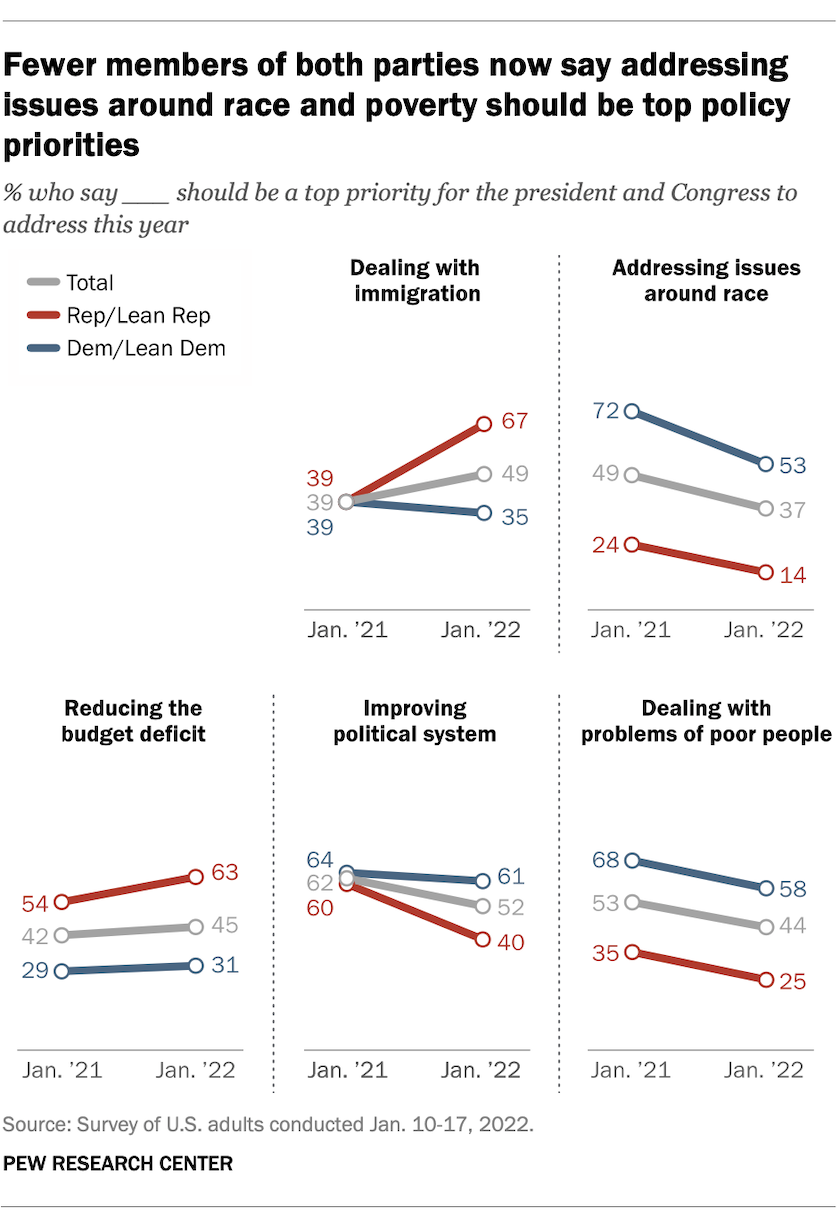 Fewer members of both parties now say addressing
issues around race and poverty should be top policy
priorities
% who say ___ should be a top priority for the president and Congress to
address this year
Total
Rep/Lean Rep
Dem/Lean Dem
Dealing with
immigration
39
39
39
67
49
35
Jan. ’21 Jan. ’22
Addressing issues
around race
72
49
24
53
37
14
Jan. ’21 Jan. ’22
Reducing the
budget deficit
54
42
29
63
45
31
Jan. ’21 Jan. ’22
Improving
political system
64
62
60
61
52
40
Jan. ’21 Jan. ’22
Dealing with
problems of poor people
68
53
35
58
44
25
Jan. ’21 Jan. ’22
Source: Survey of U.S. adults conducted Jan. 10-17, 2022.
PEW RESEARCH CENTER